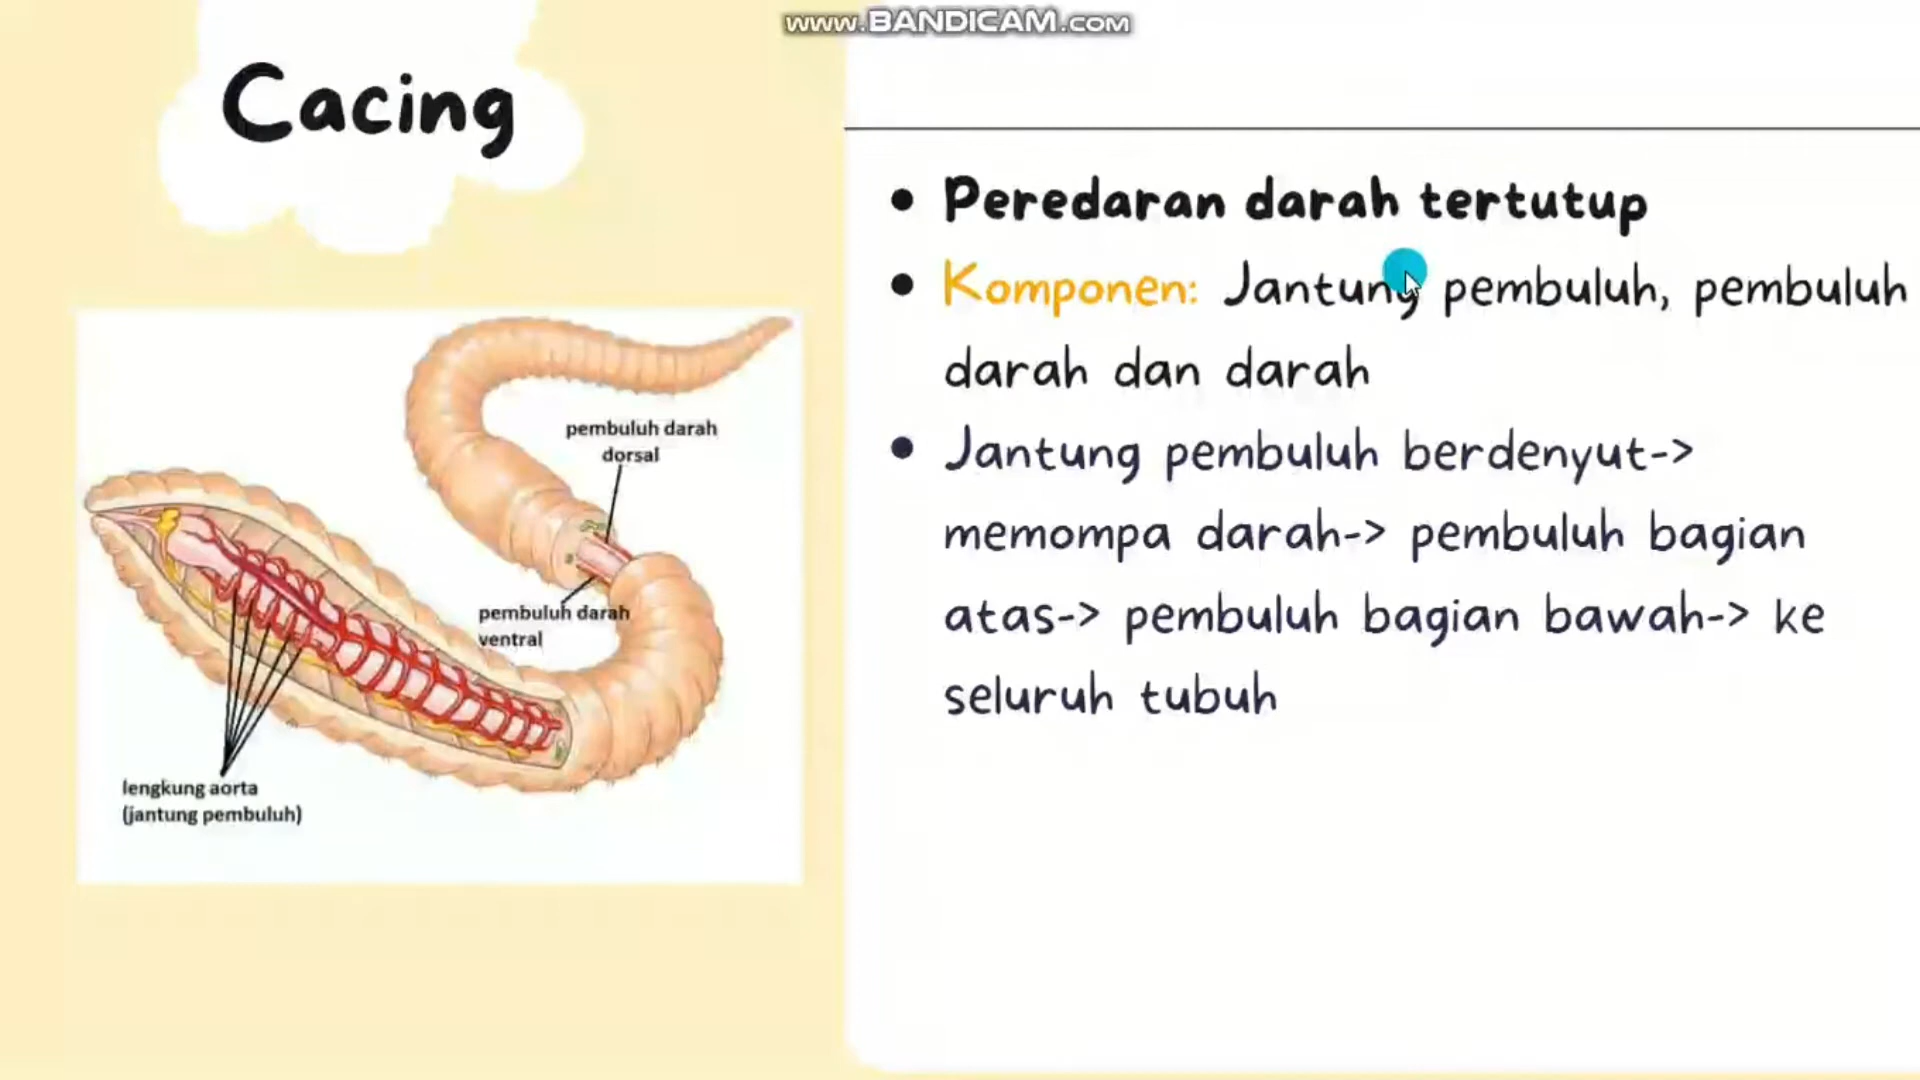 www.BANDICAM.com
Cacing
• Peredaran darah tertutup
• Komponen: Jantung pembuluh, pembuluh
darah dan darah
• Jantung pembuluh berdenyut->
memompa darah-> pembuluh bagian
atas-> pembuluh bagian bawah-> ke
seluruh tubuh
pembuluh darah
dorsal
pembuluh darah
ventral
lengkung aorta
(jantung pembuluh)